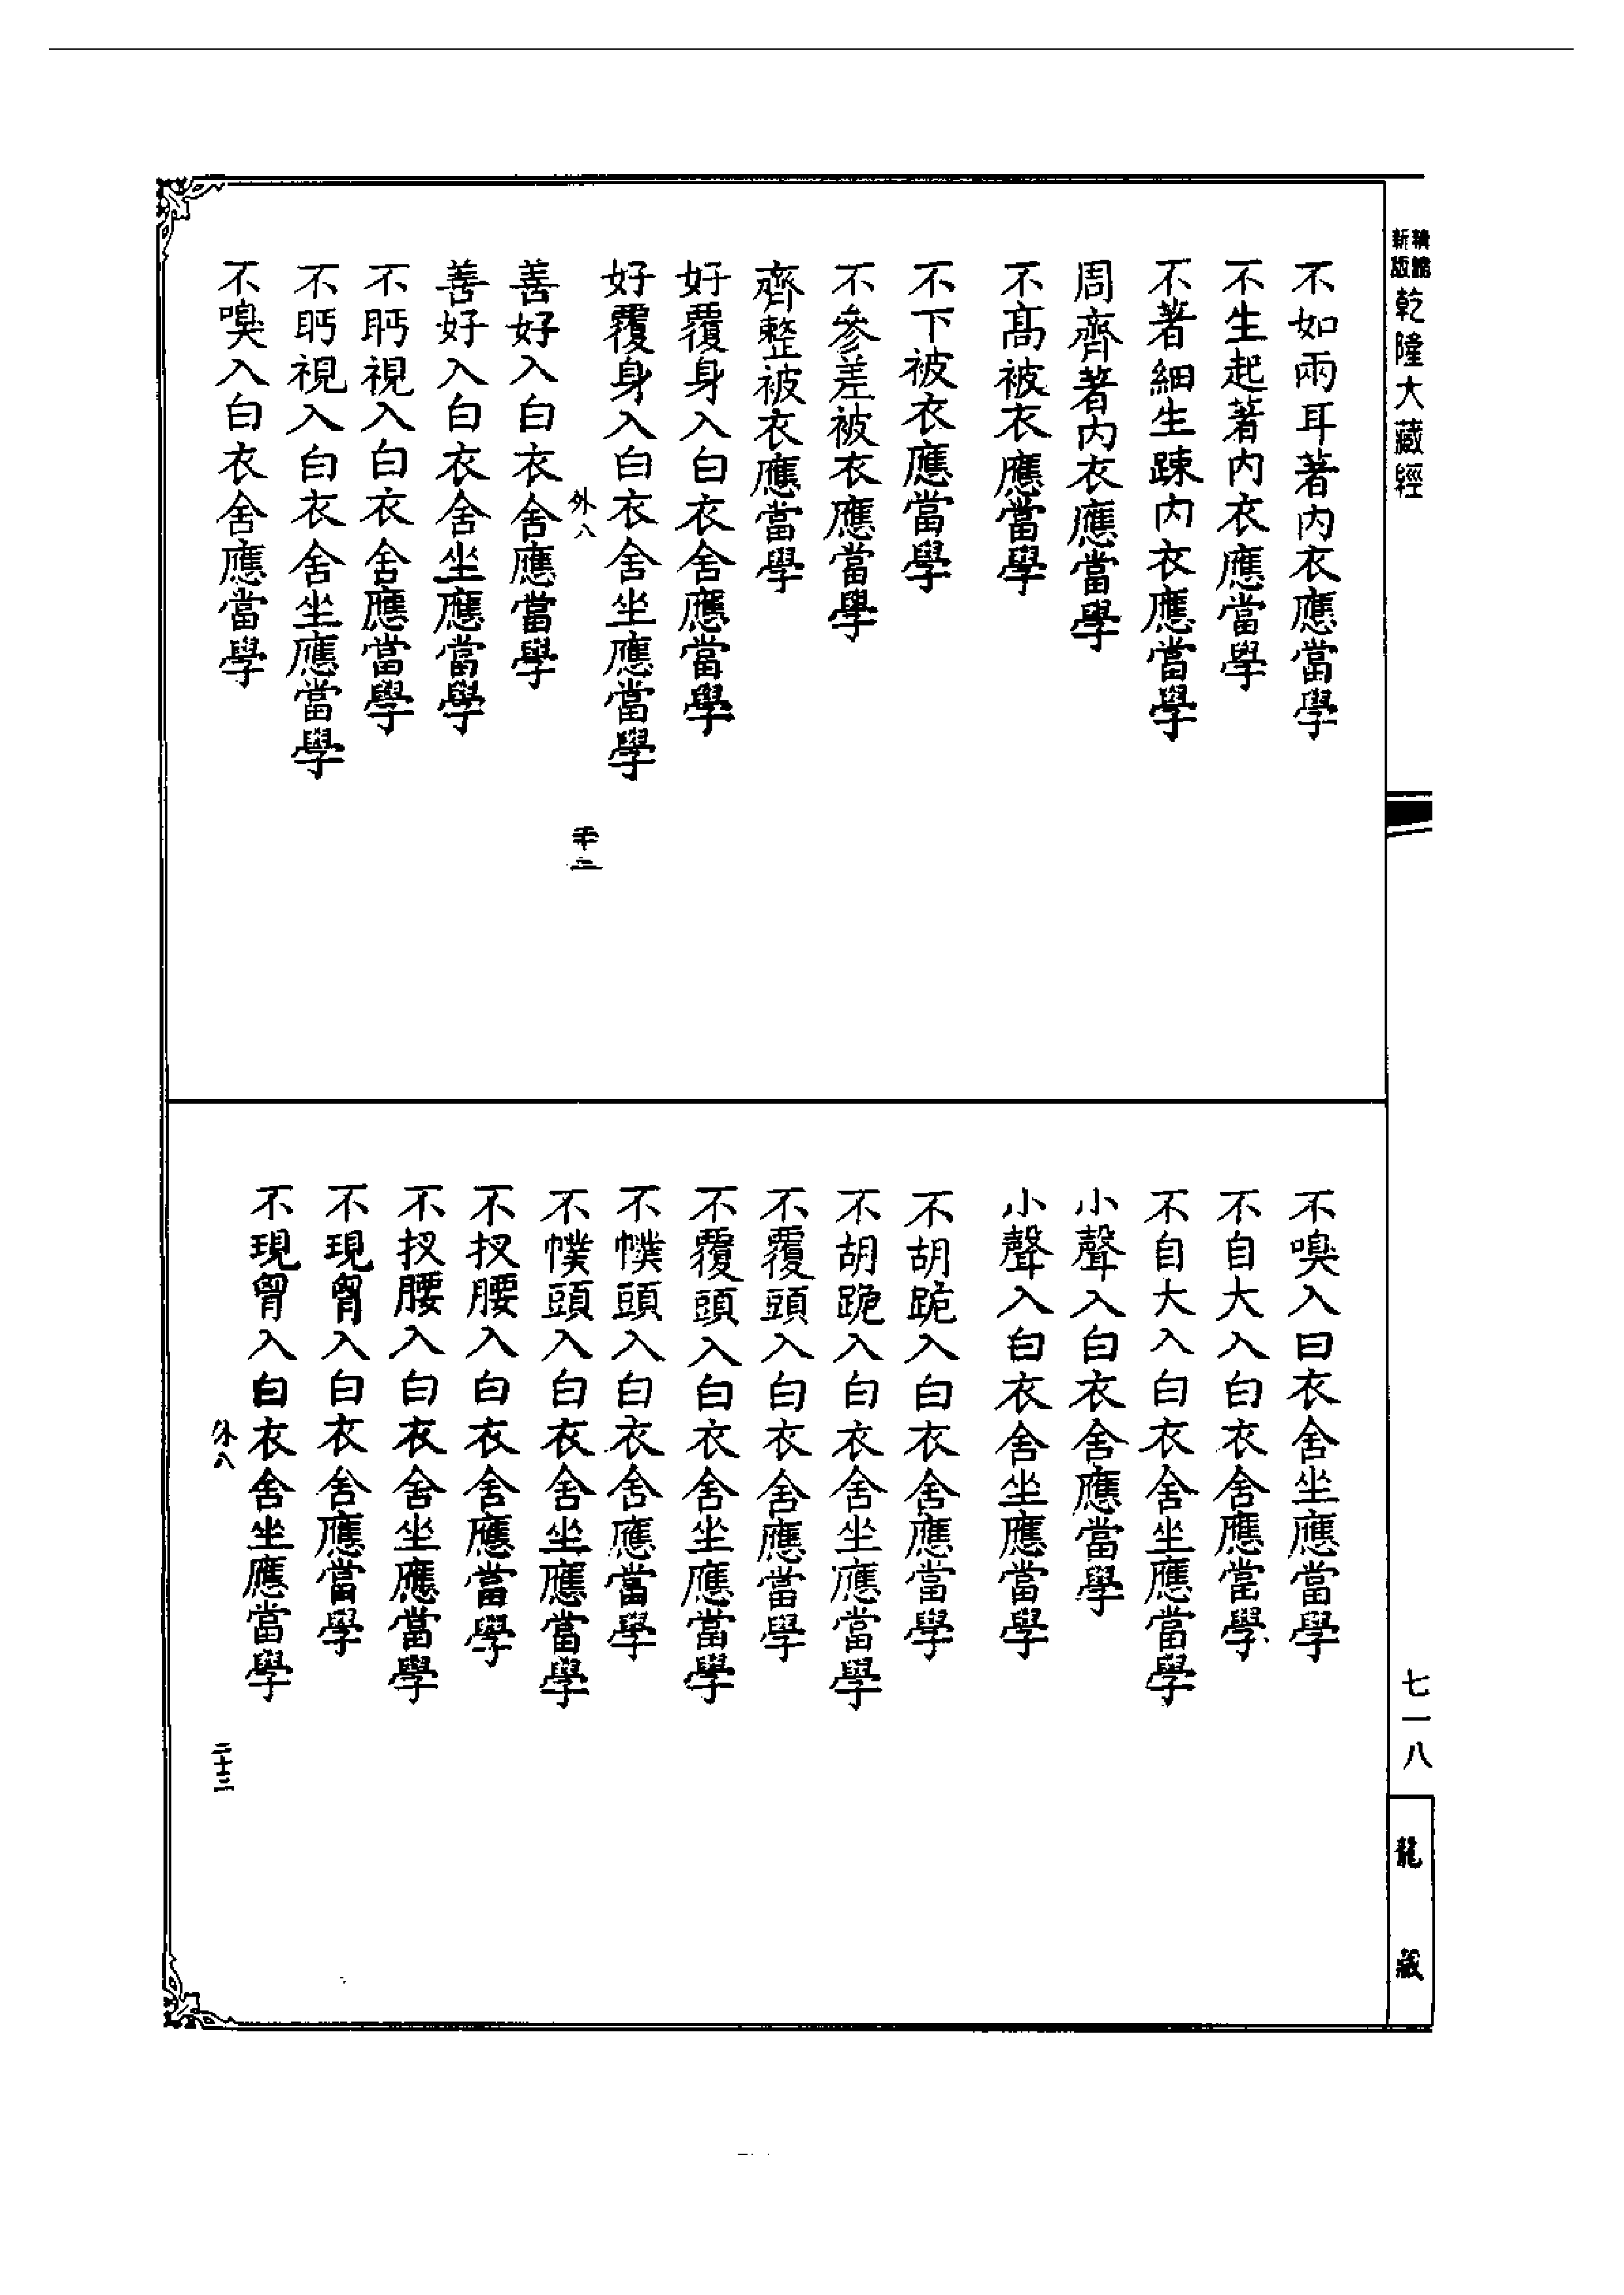 新版 乾隆大藏經
不如兩耳著内衣應當學
不生起著内衣應當學
不著細生踈内衣應當學
周齊著内衣應當學
不髙被衣應當學
不下被衣應當學
不參差被衣應當學
齊整被衣應當學
好覆身入白衣舍應當學
好覆身入白衣舍坐應當學
外八
善好入白衣舍應當學
善好入白衣舍坐應當學
不眄視入白衣舍應當學
不眄視入白衣舍坐應當學
不嗅入白衣舍應當學
不嗅入曰衣舍坐應當學
不自大入白衣舍應當學
不自大入白衣舍坐應當學
小聲入白衣舍應當學
小聲入白衣舍坐應當學
不胡跪入白衣舍應當學
不胡跪入白衣舍坐應當學
不覆頭入白衣舍應當學
不覆頭入白衣舍坐應當學
不幞頭入白衣舍應當學
不幞頭入白衣舍坐應當學
不扠腰入白衣舍應當學
不扠腰入白衣舍坐應當學
不現胷入白衣舍應當學
不現胷入白衣舍坐應當學
外八 二十三
七一八
龍藏